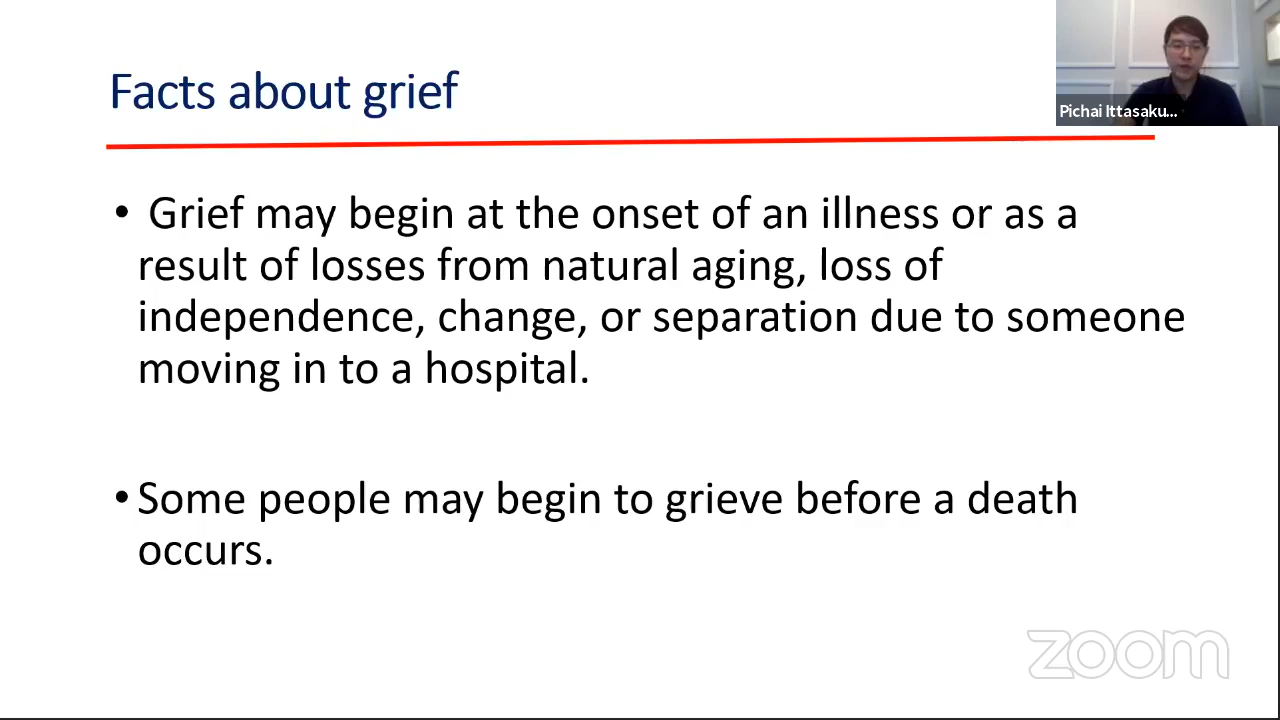 Facts about grief
Pichai Ittasaku...
• Grief may begin at the onset of an illness or as a
result of losses from natural aging, loss of
independence, change, or separation due to someone
moving in to a hospital.
• Some people may begin to grieve before a death
occurs.
zoom